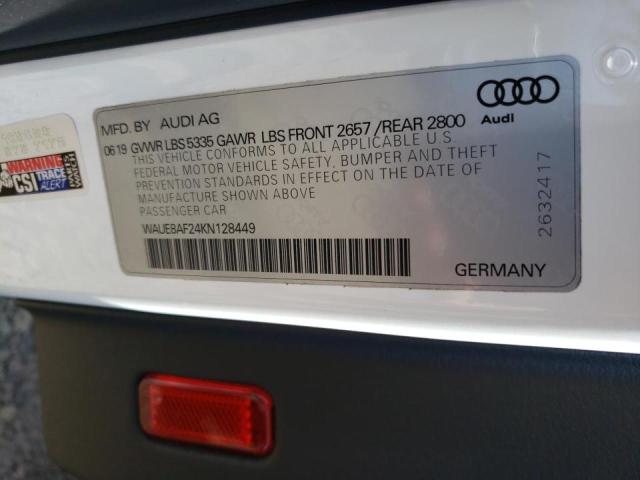 MFD. BY AUDI AG
Audi
0619 GVWR LBS 5335 GAWR LBS FRONT 2657 / REAR 2800
THIS VEHICLE CONFORMS TO ALL APPLICABLE U.S.
FEDERAL MOTOR VEHICLE SAFETY, BUMPER AND THEFT
PREVENTION STANDARDS IN EFFECT ON THE DATE OF
MANUFACTURE SHOWN ABOVE
PASSENGER CAR
WAUE8AF24KN128449
GERMANY
2632417
WARNING
CSI TRACE
ALERT